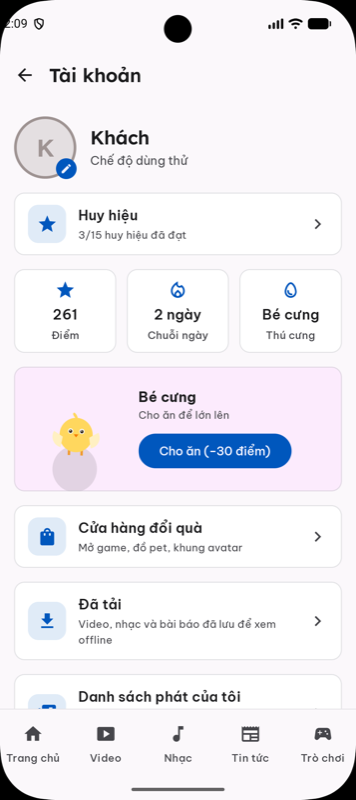 2:09
Tài khoản
K
Khách
Chế độ dùng thử
Huy hiệu
3/15 huy hiệu đã đạt
261
Điểm
2 ngày
Chuỗi ngày
Bé cưng
Thú cưng
Bé cưng
Cho ăn để lớn lên
Cho ăn (-30 điểm)
Cửa hàng đổi quà
Mở game, đồ pet, khung avatar
Đã tải
Video, nhạc và bài báo đã lưu để xem
offline
Danh sách phát của tôi
Trang chủ
Video
Nhạc
Tin tức
Trò chơi